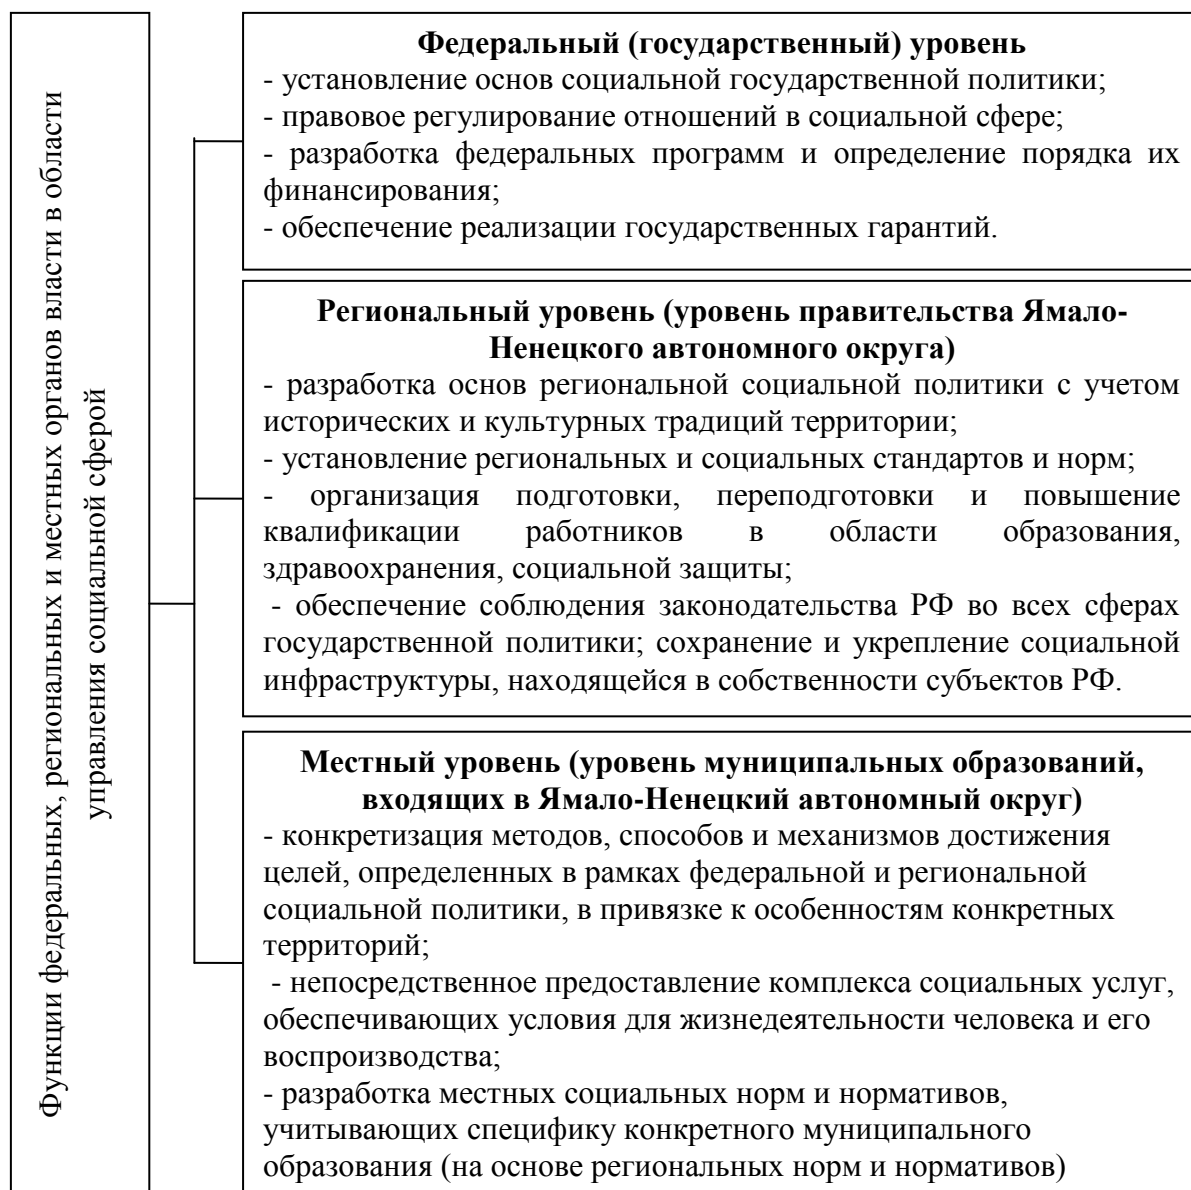 Функции федеральных, региональных и местных органов власти в области
управления социальной сферой
Федеральный (государственный) уровень
- установление основ социальной государственной политики;
- правовое регулирование отношений в социальной сфере;
- разработка федеральных программ и определение порядка их
финансирования;
- обеспечение реализации государственных гарантий.
Региональный уровень (уровень правительства Ямало-
Ненецкого автономного округа)
- разработка основ региональной социальной политики с учетом
исторических и культурных традиций территории;
- установление региональных и социальных стандартов и норм;
- организация подготовки, переподготовки и повышение
квалификации работников в области образования,
здравоохранения, социальной защиты;
- обеспечение соблюдения законодательства РФ во всех сферах
государственной политики; сохранение и укрепление социальной
инфраструктуры, находящейся в собственности субъектов РФ.
Местный уровень (уровень муниципальных образований,
входящих в Ямало-Ненецкий автономный округ)
- конкретизация методов, способов и механизмов достижения
целей, определенных в рамках федеральной и региональной
социальной политики, в привязке к особенностям конкретных
территорий;
- непосредственное предоставление комплекса социальных услуг,
обеспечивающих условия для жизнедеятельности человека и его
воспроизводства;
- разработка местных социальных норм и нормативов,
учитывающих специфику конкретного муниципального
образования (на основе региональных норм и нормативов)